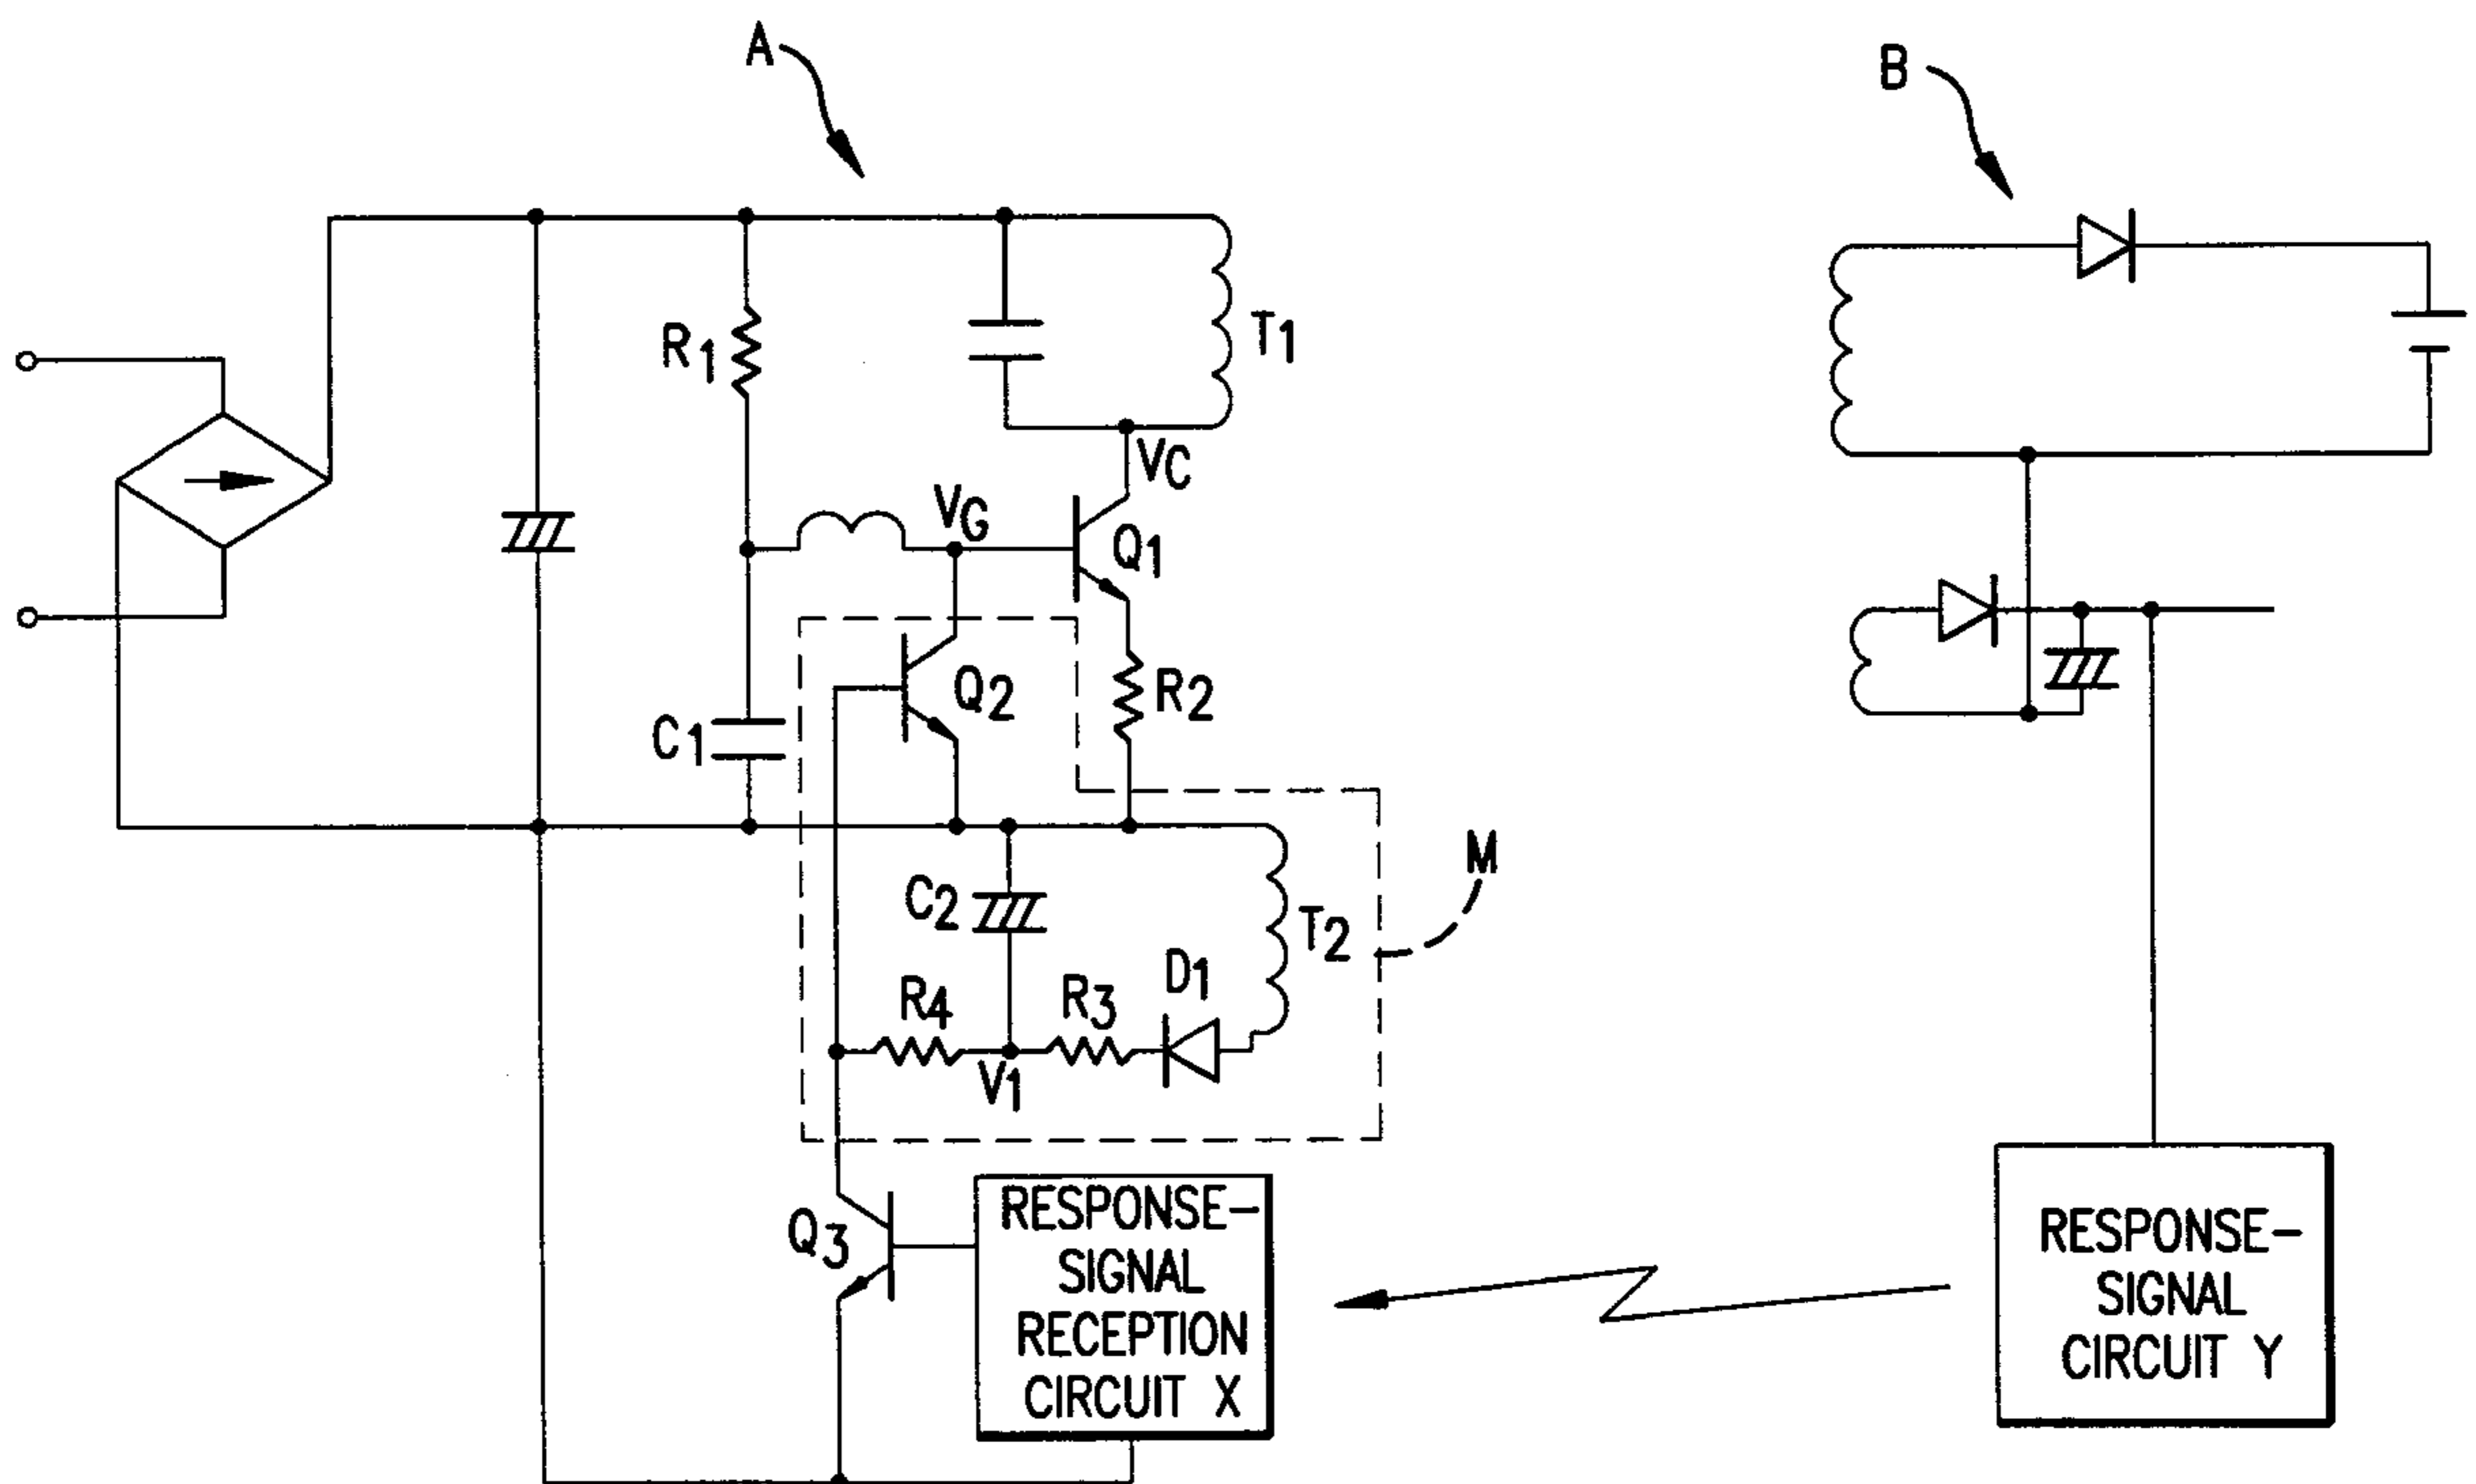 A
B
R1
T1
VC
VG
Q1
Q2
R2
C1
M
C2
T2
D1
R4
R3
V1
Q3
RESPONSE-
SIGNAL
RECEPTION
CIRCUIT X
RESPONSE-
SIGNAL
CIRCUIT Y